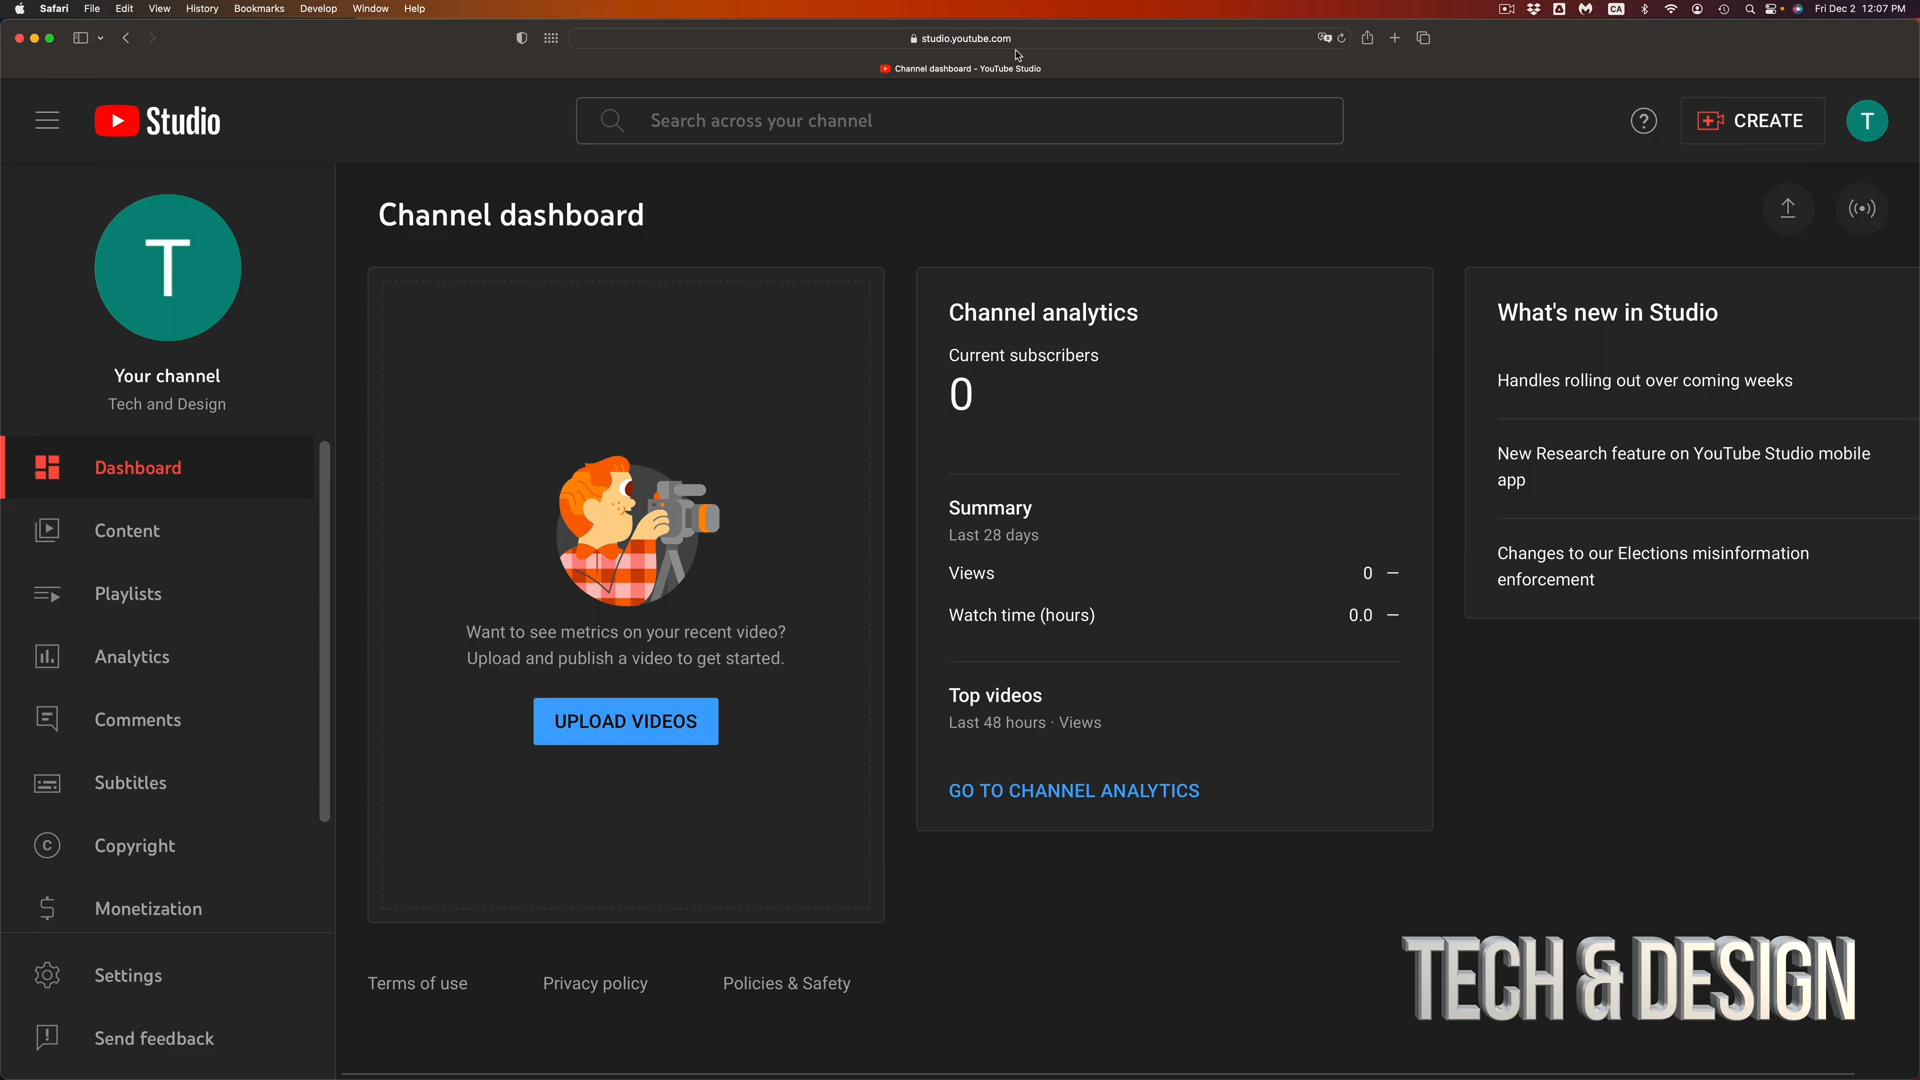 Safari File Edit View History Bookmarks Develop Window Help
CA
Fri Dec 2 12:07 PM
studio.youtube.com
Channel dashboard - YouTube Studio
Studio
Search across your channel
?
CREATE
T
T
Your channel
Tech and Design
Dashboard
Content
Playlists
Analytics
Comments
Subtitles
Copyright
Monetization
Settings
Send feedback
Channel dashboard
Want to see metrics on your recent video?
Upload and publish a video to get started.
UPLOAD VIDEOS
Channel analytics
Current subscribers
0
Summary
Last 28 days
Views 0 —
Watch time (hours) 0.0 —
Top videos
Last 48 hours · Views
GO TO CHANNEL ANALYTICS
What's new in Studio
Handles rolling out over coming weeks
New Research feature on YouTube Studio mobile
app
Changes to our Elections misinformation
enforcement
Terms of use Privacy policy Policies & Safety
TECH & DESIGN